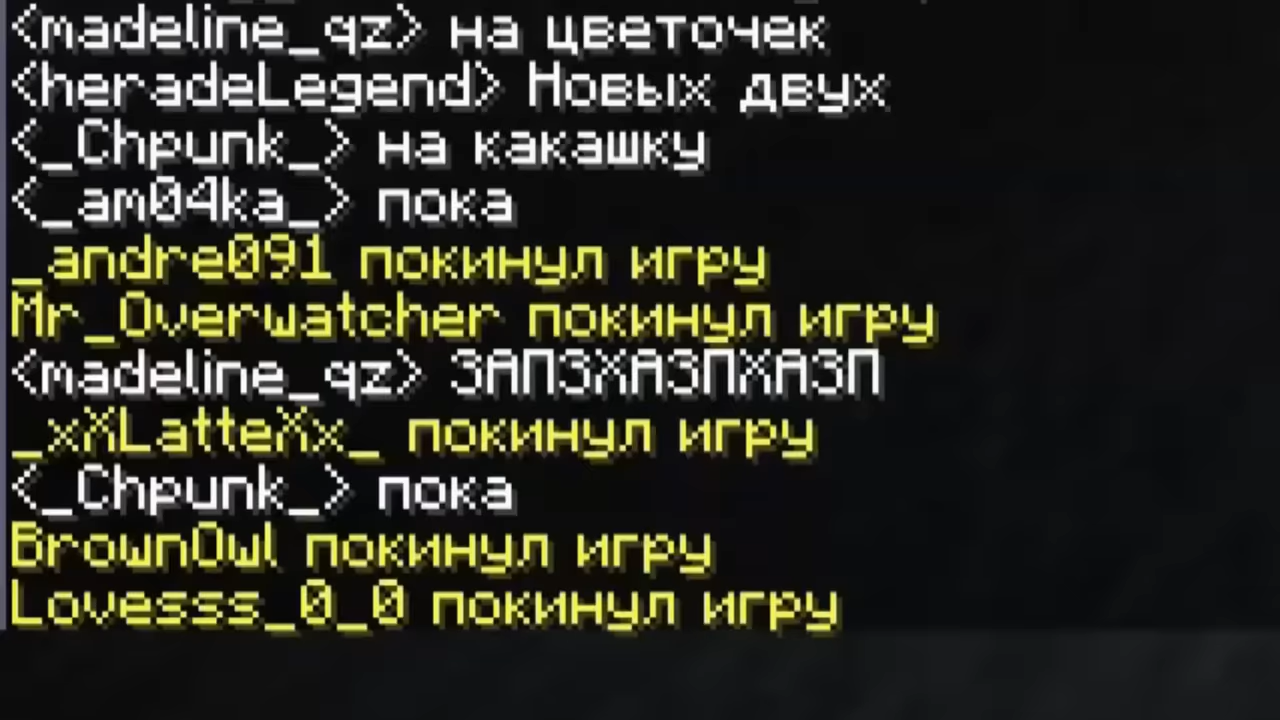 <madeline_qz> на цветочек
<heradeLegend> Новых двух
<_Chpunk_> на какашку
<_am04ka_> пока
_andre091 покинул игру
Mr_Overwatcher покинул игру
<madeline_qz> ЗАПЗХАЗПХАЗП
_xXLatteXx_ покинул игру
<_Chpunk_> пока
BrownOwl покинул игру
Lovesss_0_0 покинул игру